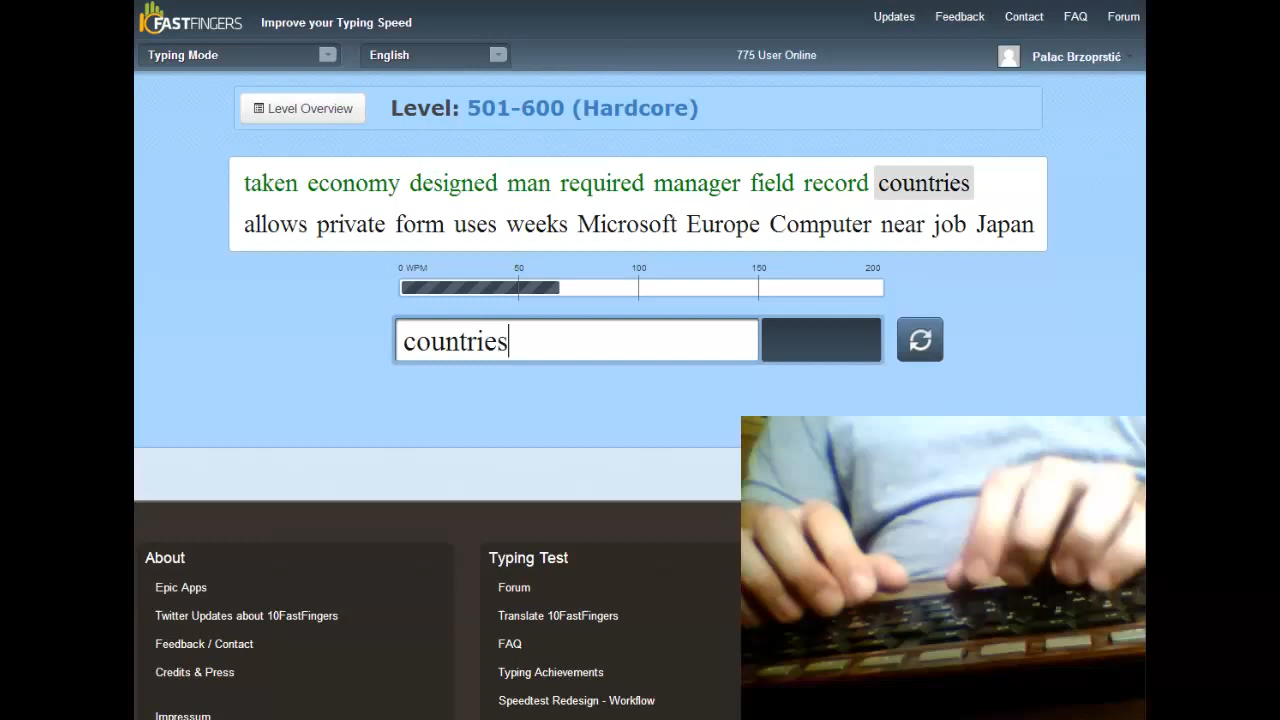 10FASTFINGERS Improve your Typing Speed
Updates Feedback Contact FAQ Forum
Typing Mode English 775 User Online Palac Brzoprstić
Level Overview Level: 501-600 (Hardcore)
taken economy designed man required manager field record countries
allows private form uses weeks Microsoft Europe Computer near job Japan
0 WPM 50 100 150 200
countries
About
Epic Apps
Twitter Updates about 10FastFingers
Feedback / Contact
Credits & Press
Impressum
Typing Test
Forum
Translate 10FastFingers
FAQ
Typing Achievements
Speedtest Redesign - Workflow